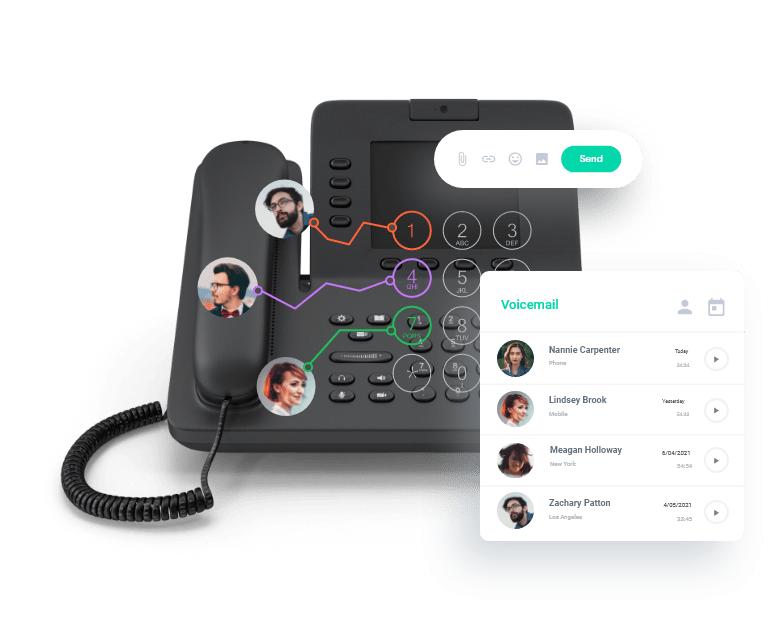 Send
1
2
ABC
3
DEF
4
GHI
5
JKL
7
PQRS
8
TUV
0
Voicemail
Nannie Carpenter
Today
Phone
Lindsey Brook
Yesterday
Mobile
Meagan Holloway
6/04/2021
New York
54:54
Zachary Patton
4/05/2021
Los Angeles
33:45